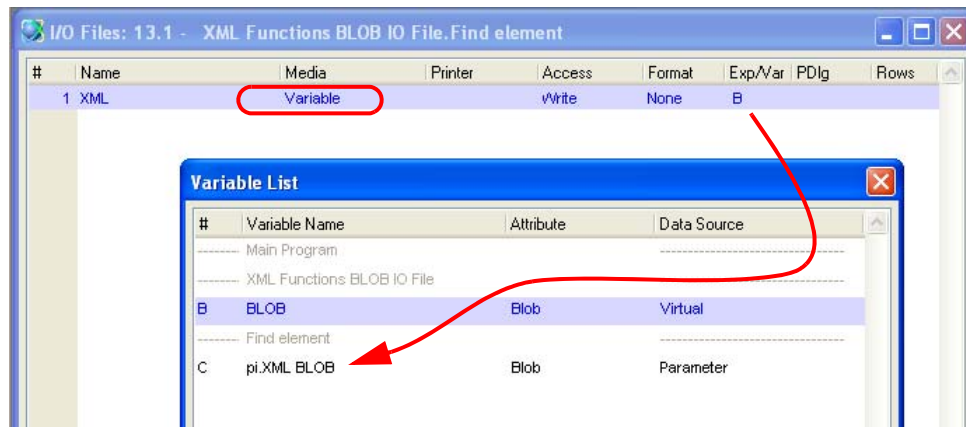 I/O Files: 13.1 - XML Functions BLOB IO File.Find element
# Name Media Printer Access Format Exp/Var PDlg Rows
1 XML Variable Write None B
Variable List
# Variable Name Attribute Data Source
Main Program
XML Functions BLOB IO File
B BLOB Blob Virtual
Find element
C pi.XML BLOB Blob Parameter